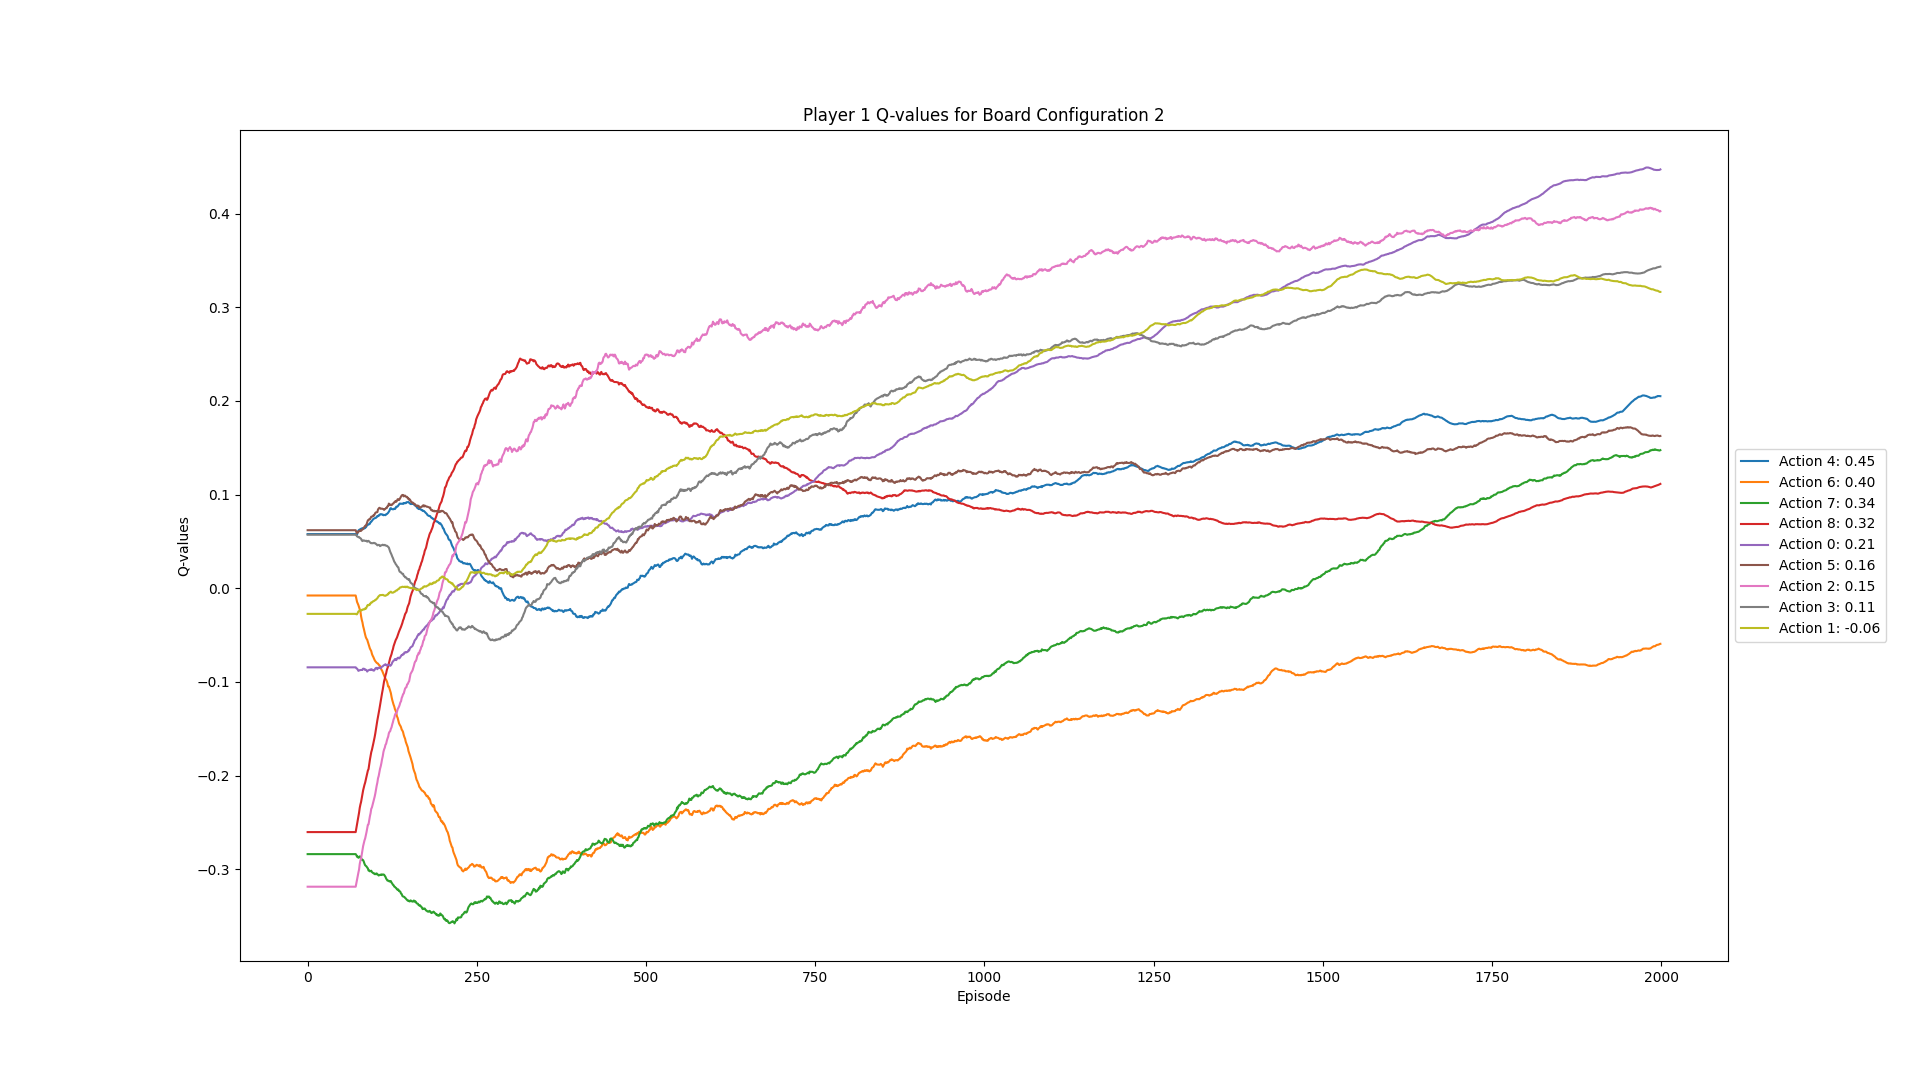 Player 1 Q-values for Board Configuration 2
Q-values
0.4
0.3
0.2
0.1
0.0
−0.1
−0.2
−0.3
0
250
500
750
1000
1250
1500
1750
2000
Episode
Action 4: 0.45
Action 6: 0.40
Action 7: 0.34
Action 8: 0.32
Action 0: 0.21
Action 5: 0.16
Action 2: 0.15
Action 3: 0.11
Action 1: -0.06